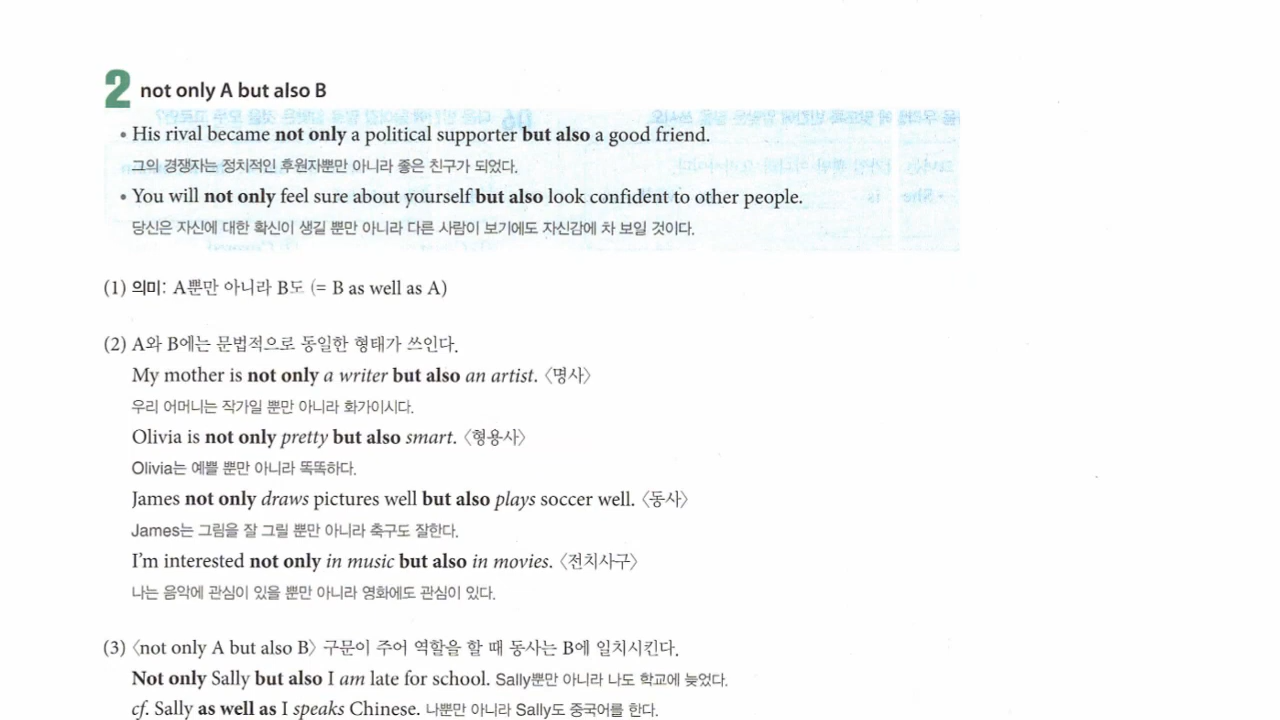 2 not only A but also B
• His rival became not only a political supporter but also a good friend.
그의 경쟁자는 정치적인 후원자뿐만 아니라 좋은 친구가 되었다.
• You will not only feel sure about yourself but also look confident to other people.
당신은 자신에 대한 확신이 생길 뿐만 아니라 다른 사람이 보기에도 자신감에 차 보일 것이다.
(1) 의미: A뿐만 아니라 B도 (= B as well as A)
(2) A와 B에는 문법적으로 동일한 형태가 쓰인다.
My mother is not only a writer but also an artist. 〈명사〉
우리 어머니는 작가일 뿐만 아니라 화가이시다.
Olivia is not only pretty but also smart. 〈형용사〉
Olivia는 예쁠 뿐만 아니라 똑똑하다.
James not only draws pictures well but also plays soccer well. 〈동사〉
James는 그림을 잘 그릴 뿐만 아니라 축구도 잘한다.
I'm interested not only in music but also in movies. 〈전치사구〉
나는 음악에 관심이 있을 뿐만 아니라 영화에도 관심이 있다.
(3) 〈not only A but also B〉 구문이 주어 역할을 할 때 동사는 B에 일치시킨다.
Not only Sally but also I am late for school. Sally뿐만 아니라 나도 학교에 늦었다.
cf. Sally as well as I speaks Chinese. 나뿐만 아니라 Sally도 중국어를 한다.